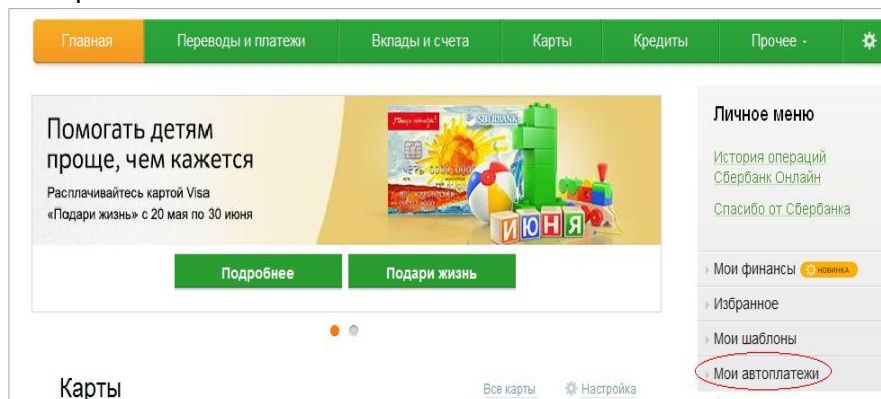 Главная Переводы и платежи Вклады и счета Карты Кредиты Прочее
Помогать детям
проще, чем кажется
Расплачивайтесь картой Visa
«Подари жизнь» с 20 мая по 30 июня
Подари жизнь
SBERBANK
ИЮНЯ
Подробнее Подари жизнь
Карты
Все карты Настройка
Личное меню
История операций
Сбербанк Онлайн
Спасибо от Сбербанка
Мои финансы НОВИНКА
Избранное
Мои шаблоны
Мои автоплатежи